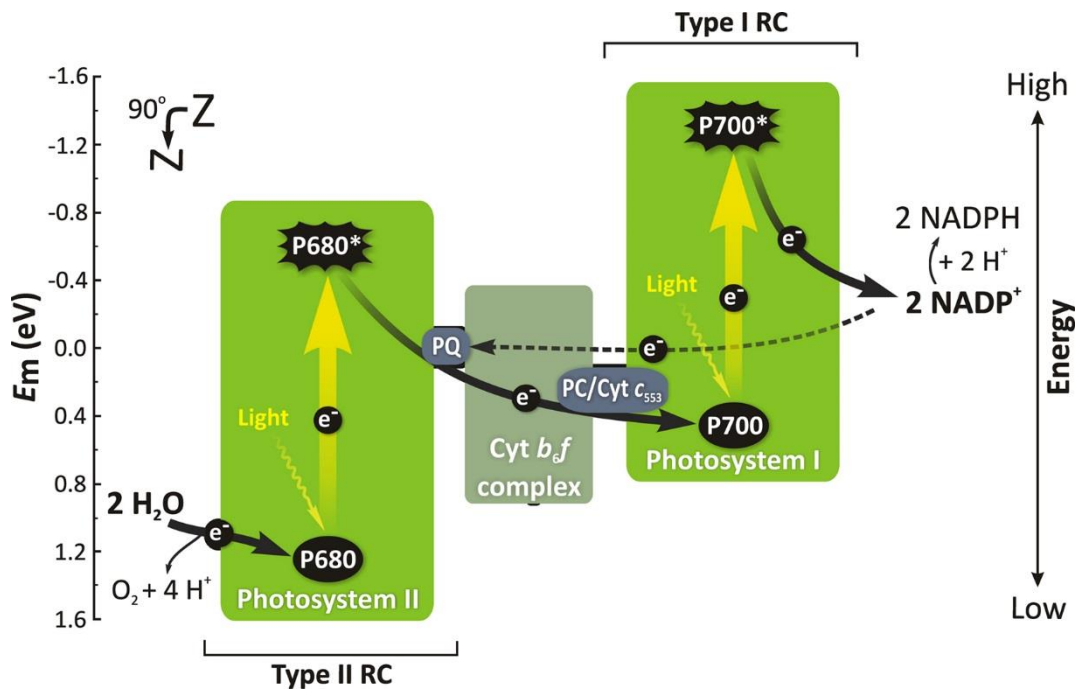 Type I RC
-1.6
-1.2
-0.8
-0.4
0.0
0.4
0.8
1.2
1.6
Em (eV)
90° Z
Z
P700*
High
P680*
e⁻
2 NADPH
+ 2 H⁺
2 NADP⁺
Light
e⁻
PQ
e⁻
Energy
e⁻
PC/Cyt c₅₅₃
Light
e⁻
P700
Cyt b₆f
complex
Photosystem I
2 H₂O
e⁻
P680
O₂ + 4 H⁺
Photosystem II
Low
Type II RC